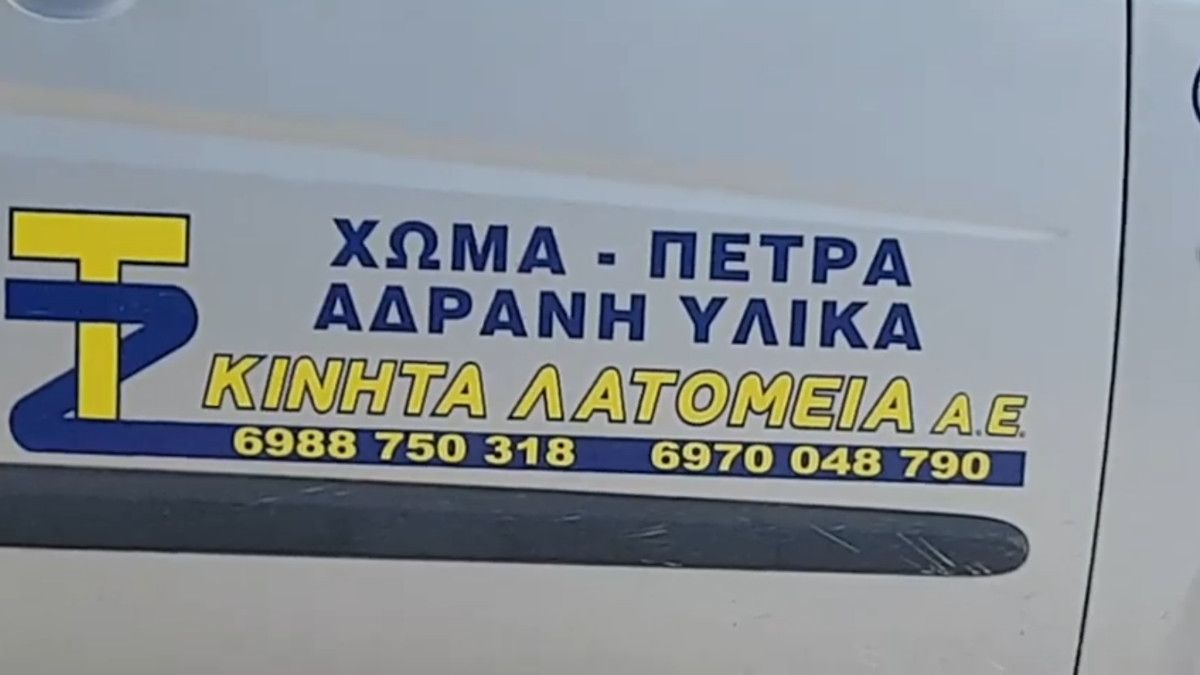 ΧΩΜΑ - ΠΕΤΡΑ
ΑΔΡΑΝΗ ΥΛΙΚΑ
ΚΙΝΗΤΑ ΛΑΤΟΜΕΙΑ Α.Ε.
6988 750 318 6970 048 790